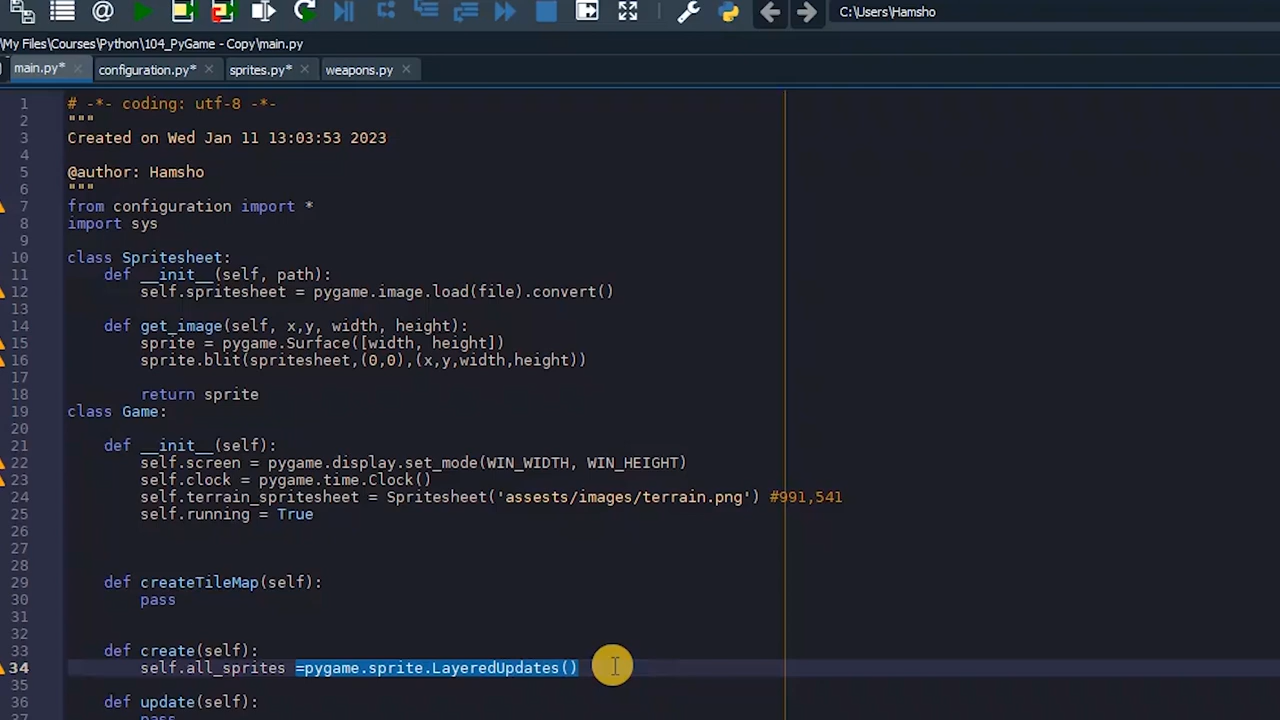 C:\Users\Hamsho
\My Files\Courses\Python\104_PyGame - Copy\main.py
main.py*
configuration.py*
sprites.py*
weapons.py
1 # -*- coding: utf-8 -*-
2 """
3 Created on Wed Jan 11 13:03:53 2023
4
5 @author: Hamsho
6 """
7 from configuration import *
8 import sys
9
10 class Spritesheet:
11     def __init__(self, path):
12         self.spritesheet = pygame.image.load(file).convert()
13
14     def get_image(self, x,y, width, height):
15         sprite = pygame.Surface([width, height])
16         sprite.blit(spritesheet,(0,0),(x,y,width,height))
17
18         return sprite
19 class Game:
20
21     def __init__(self):
22         self.screen = pygame.display.set_mode(WIN_WIDTH, WIN_HEIGHT)
23         self.clock = pygame.time.Clock()
24         self.terrain_spritesheet = Spritesheet('assests/images/terrain.png') #991,541
25         self.running = True
26
27
28
29     def createTileMap(self):
30         pass
31
32
33     def create(self):
34         self.all_sprites =pygame.sprite.LayeredUpdates()
35
36     def update(self):
37         pass